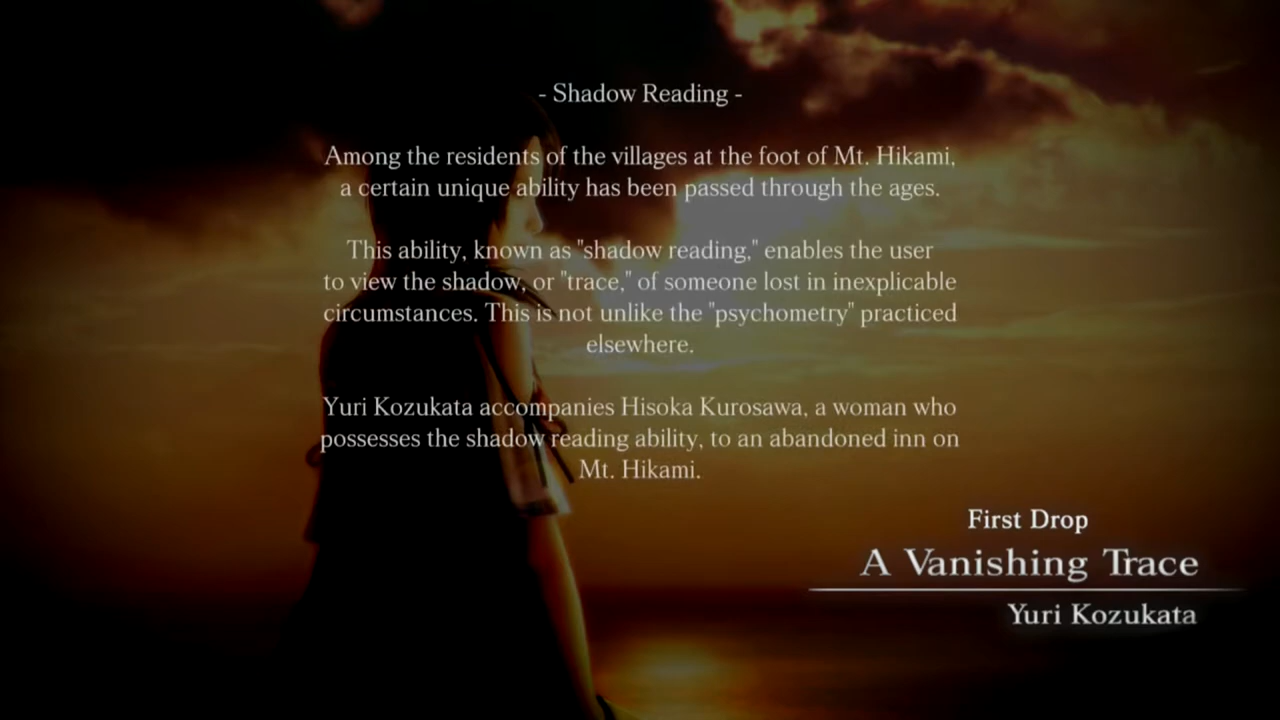 - Shadow Reading -
Among the residents of the villages at the foot of Mt. Hikami,
a certain unique ability has been passed through the ages.
This ability, known as "shadow reading," enables the user
to view the shadow, or "trace," of someone lost in inexplicable
circumstances. This is not unlike the "psychometry" practiced
elsewhere.
Yuri Kozukata accompanies Hisoka Kurosawa, a woman who
possesses the shadow reading ability, to an abandoned inn on
Mt. Hikami.
First Drop
A Vanishing Trace
Yuri Kozukata